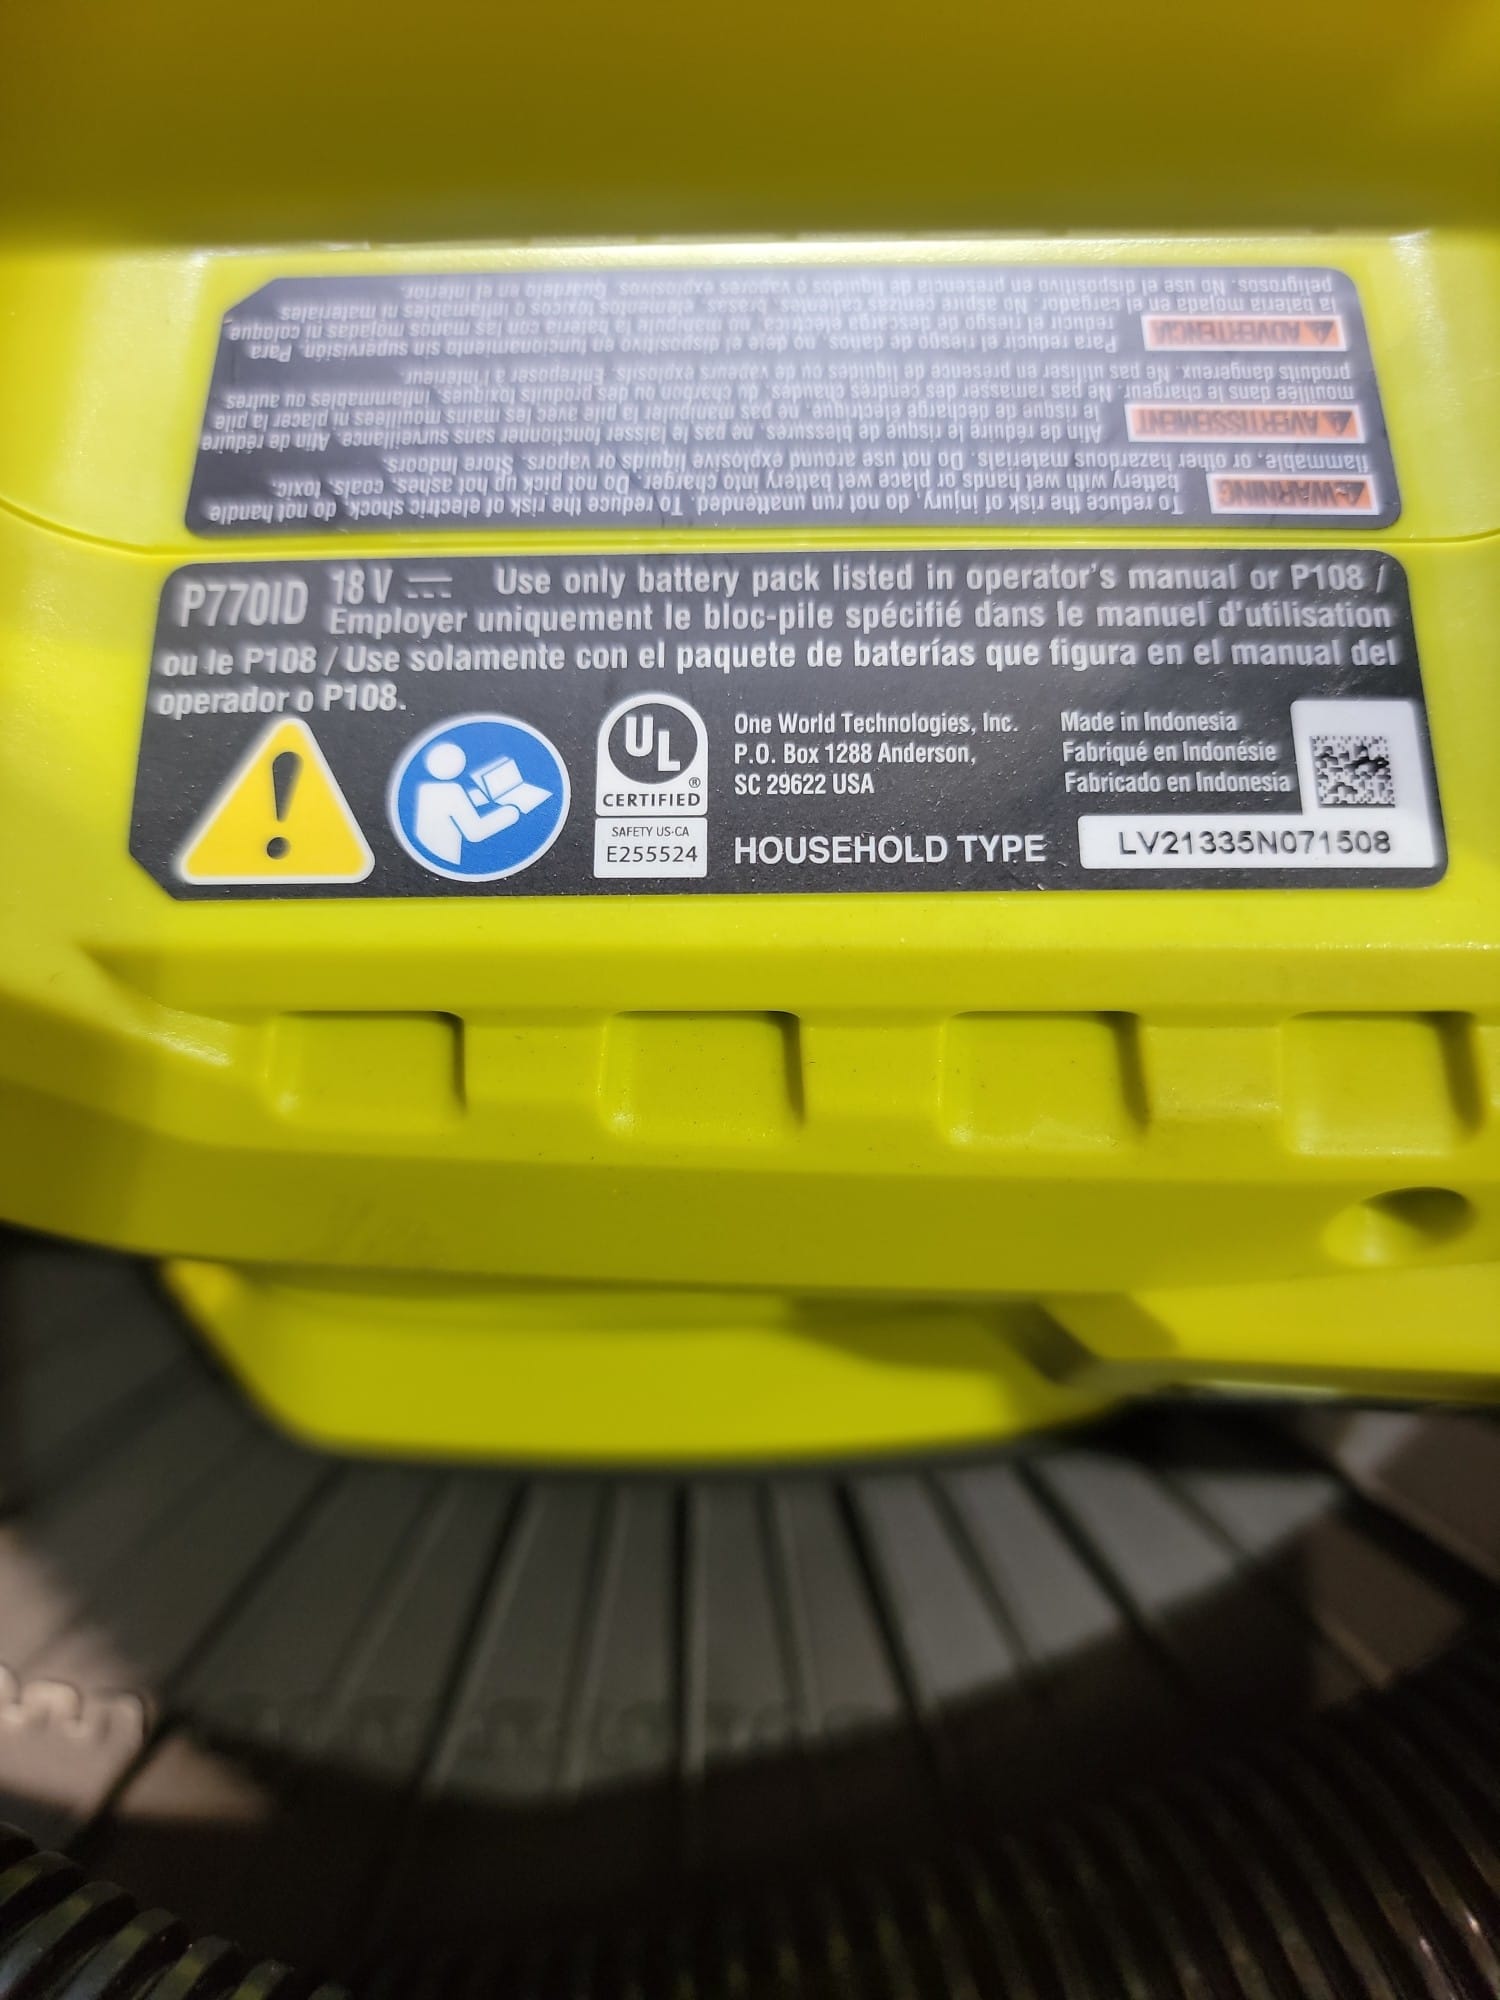 peligrosos. No use el dispositivo en presencia de líquidos o vapores explosivos. Guárdelo en el interior.
la batería mojada en el cargador. No aspire cenizas calientes, brasas, elementos tóxicos o inflamables ni materiales
ADVERTENCIA reducir el riesgo de descarga eléctrica, no manipule la batería con las manos mojadas ni coloque
Para reducir el riesgo de daños, no deje el dispositivo en funcionamiento sin supervisión. Para
produits dangereux. Ne pas utiliser en présence de liquides ou de vapeurs explosifs. Entreposer à l'intérieur.
mouillée dans le chargeur. Ne pas ramasser des cendres chaudes, du charbon ou des produits toxiques, inflammables ou autres
AVERTISSEMENT le risque de décharge électrique, ne pas manipuler la pile avec les mains mouillées ni placer la pile
Afin de réduire le risque de blessures, ne pas le laisser fonctionner sans surveillance. Afin de réduire
flammable, or other hazardous materials. Do not use around explosive liquids or vapors. Store Indoors.
WARNING battery with wet hands or place wet battery into charger. Do not pick up hot ashes, coals, toxic,
To reduce the risk of injury, do not run unattended. To reduce the risk of electric shock, do not handle
P770ID 18 V Use only battery pack listed in operator's manual or P108 /
Employer uniquement le bloc-pile spécifié dans le manuel d'utilisation
ou le P108 / Use solamente con el paquete de baterías que figura en el manual del
operador o P108.
UL
CERTIFIED
SAFETY US-CA
E255524
One World Technologies, Inc.
P.O. Box 1288 Anderson,
SC 29622 USA
HOUSEHOLD TYPE
Made in Indonesia
Fabriqué en Indonésie
Fabricado en Indonesia
LV21335N071508